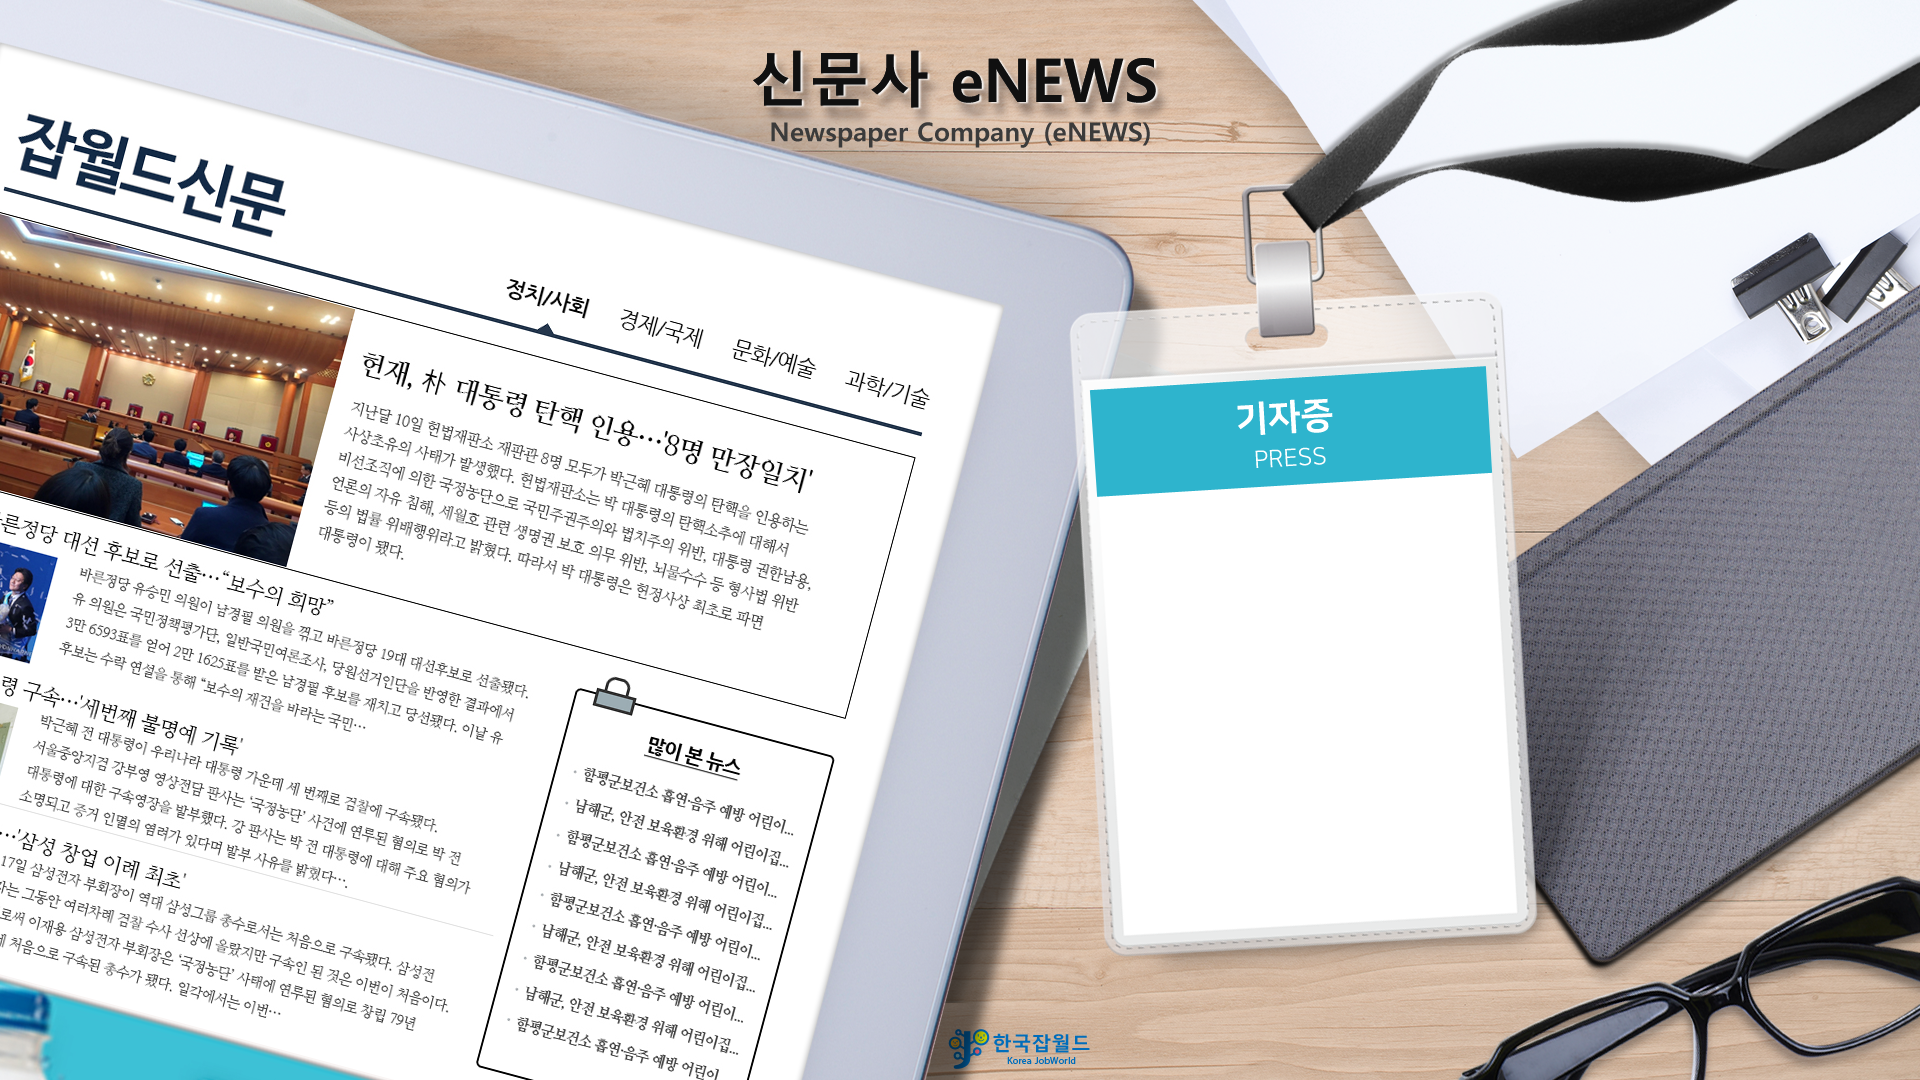 신문사 eNEWS
Newspaper Company (eNEWS)
잡월드신문
정치/사회
경제/국제
문화/예술
과학/기술
헌재, 朴 대통령 탄핵 인용…'8명 만장일치'
지난달 10일 헌법재판소 재판관 8명 모두가 박근혜 대통령의 탄핵을 인용하는
사상초유의 사태가 발생했다. 헌법재판소는 박 대통령의 탄핵소추에 대해서
비선조직에 의한 국정농단으로 국민주권주의와 법치주의 위반, 대통령 권한남용,
언론의 자유 침해, 세월호 관련 생명권 보호 의무 위반, 뇌물수수 등 형사법 위반
등의 법률 위배행위라고 밝혔다. 따라서 박 대통령은 헌정사상 최초로 파면
대통령이 됐다.
른정당 대선 후보로 선출…“보수의 희망”
바른정당 유승민 의원이 남경필 의원을 꺾고 바른정당 19대 대선후보로 선출됐다.
유 의원은 국민정책평가단, 일반국민여론조사, 당원선거인단을 반영한 결과에서
3만 6593표를 얻어 2만 1625표를 받은 남경필 후보를 재치고 당선됐다. 이날 유
후보는 수락 연설을 통해 “보수의 재건을 바라는 국민…
령 구속…'세번째 불명예 기록'
박근혜 전 대통령이 우리나라 대통령 가운데 세 번째로 검찰에 구속됐다.
서울중앙지검 강부영 영상전담 판사는 ‘국정농단’ 사건에 연루된 혐의로 박 전
대통령에 대한 구속영장을 발부했다. 강 판사는 박 전 대통령에 대해 주요 혐의가
소명되고 증거 인멸의 염려가 있다며 발부 사유를 밝혔다….
…'삼성 창업 이례 최초'
17일 삼성전자 부회장이 역대 삼성그룹 총수로서는 처음으로 구속됐다. 삼성전
자는 그동안 여러차례 검찰 수사 선상에 올랐지만 구속인 된 것은 이번이 처음이다.
로써 이재용 삼성전자 부회장은 ‘국정농단’ 사태에 연루된 혐의로 창립 79년
에 처음으로 구속된 총수가 됐다. 일각에서는 이번…
많이 본 뉴스
함평군보건소 흡연·음주 예방 어린이...
남해군, 안전 보육환경 위해 어린이집...
함평군보건소 흡연·음주 예방 어린이...
남해군, 안전 보육환경 위해 어린이집...
함평군보건소 흡연·음주 예방 어린이...
남해군, 안전 보육환경 위해 어린이집...
함평군보건소 흡연·음주 예방 어린이...
남해군, 안전 보육환경 위해 어린이집...
함평군보건소 흡연·음주 예방 어린이
기자증
PRESS
한국잡월드
Korea JobWorld